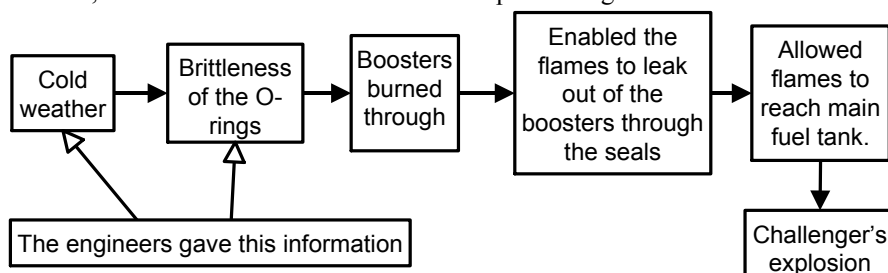 Cold
weather
Brittleness
of the O-
rings
Boosters
burned
through
Enabled the
flames to leak
out of the
boosters through
the seals
Allowed
flames to
reach main
fuel tank.
The engineers gave this information
Challenger's
explosion